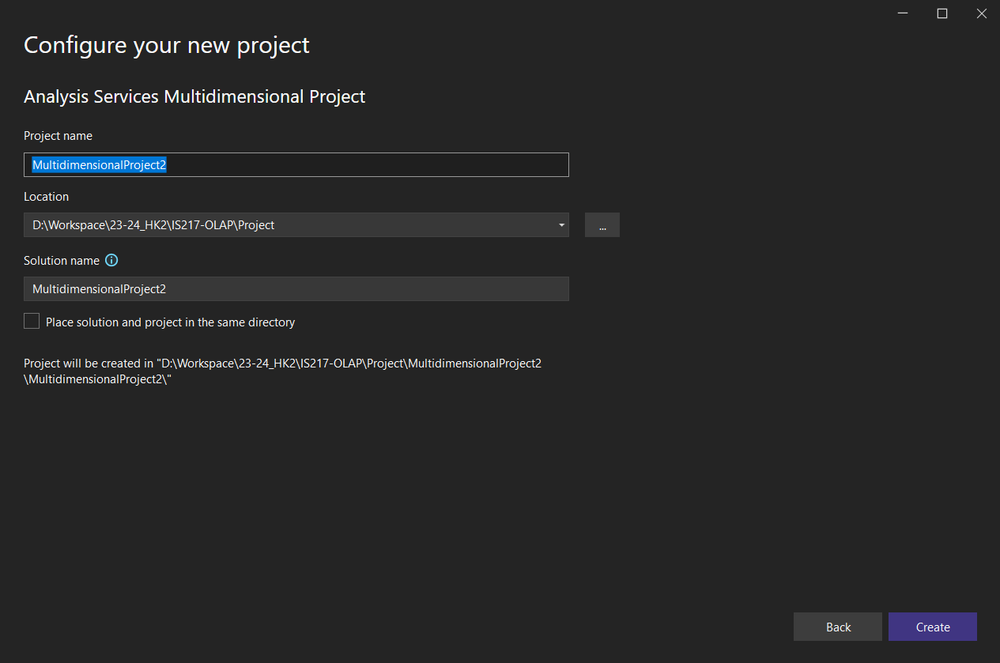 Configure your new project
Analysis Services Multidimensional Project
Project name
MultidimensionalProject2
Location
D:\Workspace\23-24_HK2\IS217-OLAP\Project
...
Solution name
MultidimensionalProject2
Place solution and project in the same directory
Project will be created in "D:\Workspace\23-24_HK2\IS217-OLAP\Project\MultidimensionalProject2
\MultidimensionalProject2\"
Back
Create